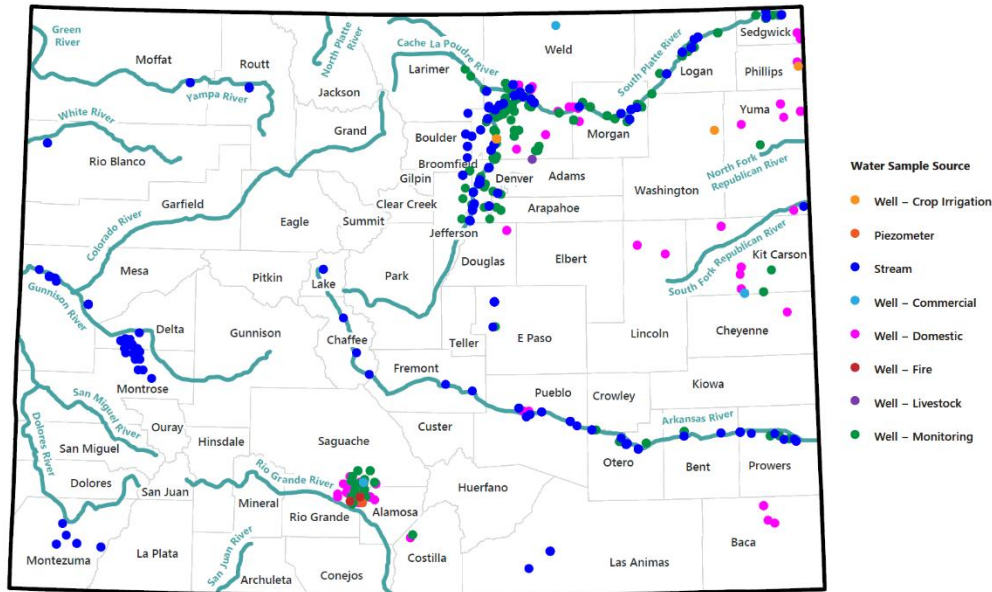 Green
River
Moffat
Routt
Yampa River
North Platte
River
Jackson
Cache La Poudre River
Larimer
Weld
South Platte River
Sedgwick
Logan
Phillips
White River
Rio Blanco
Grand
Boulder
Morgan
Yuma
Broomfield
Gilpin
Denver
Adams
Washington
North Fork
Republican River
Garfield
Colorado River
Eagle
Summit
Clear Creek
Arapahoe
Jefferson
Mesa
Pitkin
Lake
Park
Douglas
Elbert
South Fork Republican River
Kit Carson
Gunnison River
Delta
Gunnison
Chaffee
Teller
El Paso
Lincoln
Cheyenne
Montrose
Fremont
San Miguel River
Dolores River
Ouray
Hinsdale
Saguache
Custer
Pueblo
Crowley
Kiowa
Arkansas River
San Miguel
Otero
Bent
Prowers
Dolores
San Juan
Rio Grande River
Mineral
Rio Grande
Alamosa
Huerfano
Montezuma
La Plata
San Juan River
Archuleta
Conejos
Costilla
Las Animas
Baca
Water Sample Source
Well – Crop Irrigation
Piezometer
Stream
Well – Commercial
Well – Domestic
Well – Fire
Well – Livestock
Well – Monitoring